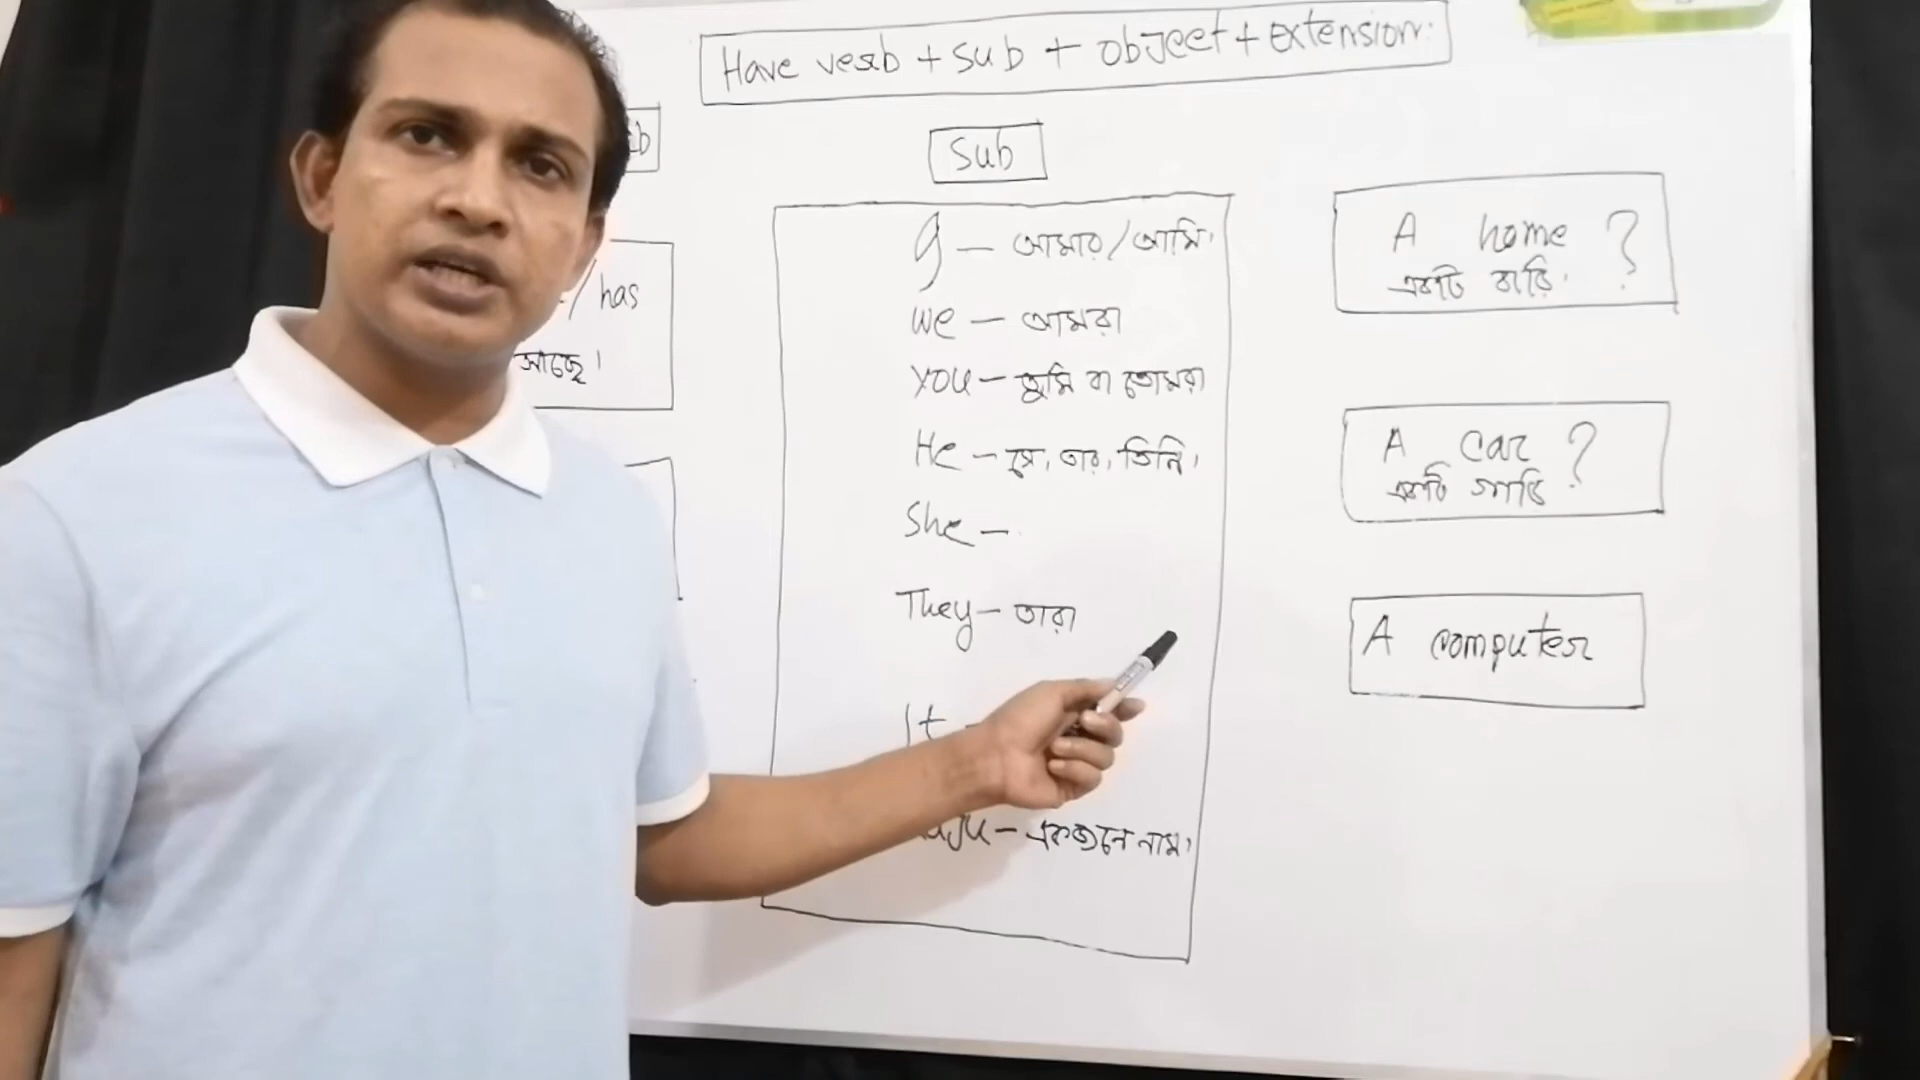 Have verb + sub + object + extension.
Sub
/has
আছে।
I — আমার/আমি।
we — আমরা
you — তুমি বা তোমরা
He — সে, তার, তিনি।
She —
They — তারা
It -
— একজনে নাম।
A home ?
একটি বারি।
A car ?
একটি গারি
A computer